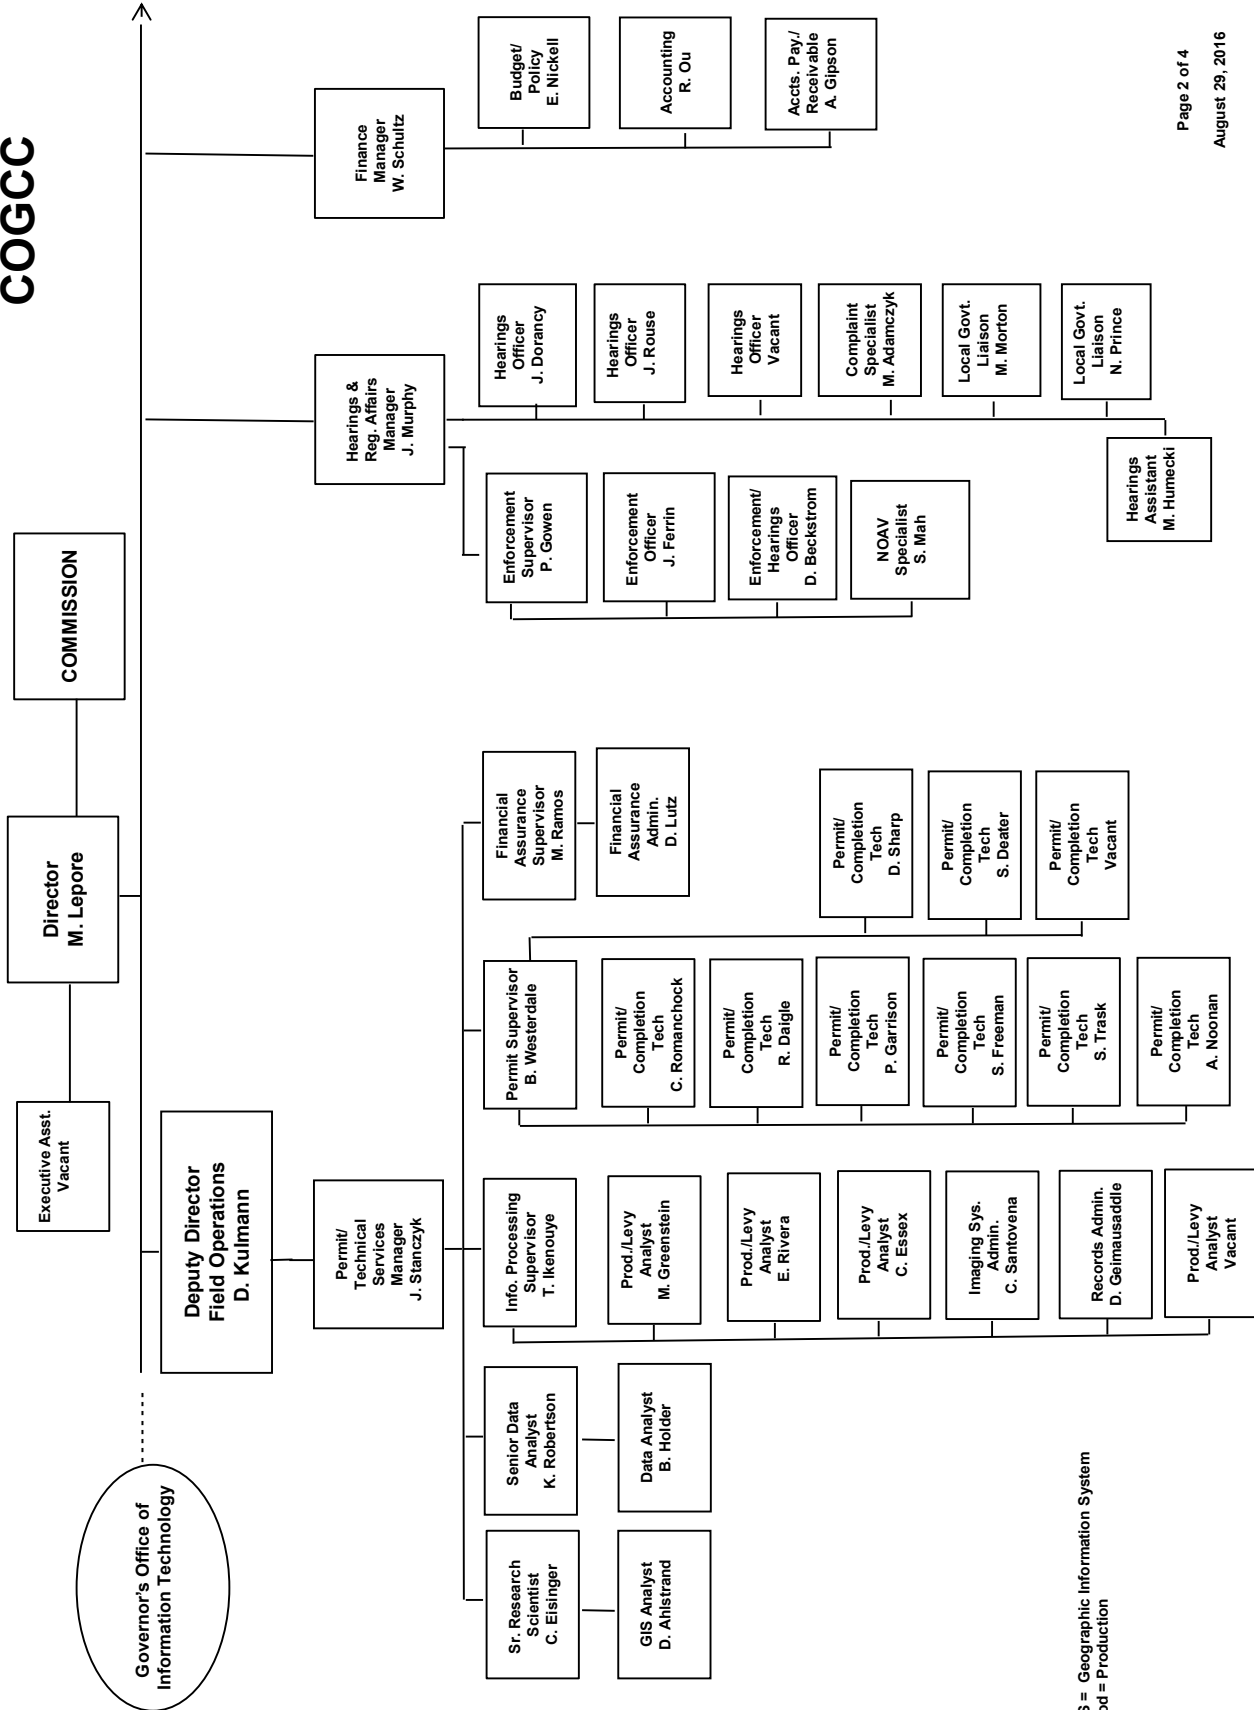 COGCC
COMMISSION
Director
M. Lepore
Executive Asst.
Vacant
Governor's Office of
Information Technology
Deputy Director
Field Operations
D. Kulmann
Permit/
Technical
Services
Manager
J. Stanczyk
Hearings &
Reg. Affairs
Manager
J. Murphy
Finance
Manager
W. Schultz
Sr. Research
Scientist
C. Eisinger
GIS Analyst
D. Ahlstrand
Senior Data
Analyst
K. Robertson
Data Analyst
B. Holder
Info. Processing
Supervisor
T. Ikenouye
Prod./Levy
Analyst
M. Greenstein
Prod./Levy
Analyst
E. Rivera
Prod./Levy
Analyst
C. Essex
Imaging Sys.
Admin.
C. Santovena
Records Admin.
D. Geimausaddle
Prod./Levy
Analyst
Vacant
Permit Supervisor
B. Westerdale
Permit/
Completion
Tech
C. Romanchock
Permit/
Completion
Tech
R. Daigle
Permit/
Completion
Tech
P. Garrison
Permit/
Completion
Tech
S. Freeman
Permit/
Completion
Tech
S. Trask
Permit/
Completion
Tech
A. Noonan
Permit/
Completion
Tech
D. Sharp
Permit/
Completion
Tech
S. Deater
Permit/
Completion
Tech
Vacant
Financial
Assurance
Supervisor
M. Ramos
Financial
Assurance
Admin.
D. Lutz
Enforcement
Supervisor
P. Gowen
Enforcement
Officer
J. Ferrin
Enforcement/
Hearings
Officer
D. Beckstrom
NOAV
Specialist
S. Mah
Hearings
Officer
J. Dorancy
Hearings
Officer
J. Rouse
Hearings
Officer
Vacant
Complaint
Specialist
M. Adamczyk
Local Govt.
Liaison
M. Morton
Local Govt.
Liaison
N. Prince
Hearings
Assistant
M. Humecki
Budget/
Policy
E. Nickell
Accounting
R. Ou
Accts. Pay./
Receivable
A. Gipson
= Geographic Information System
= Production
Page 2 of 4
August 29, 2016